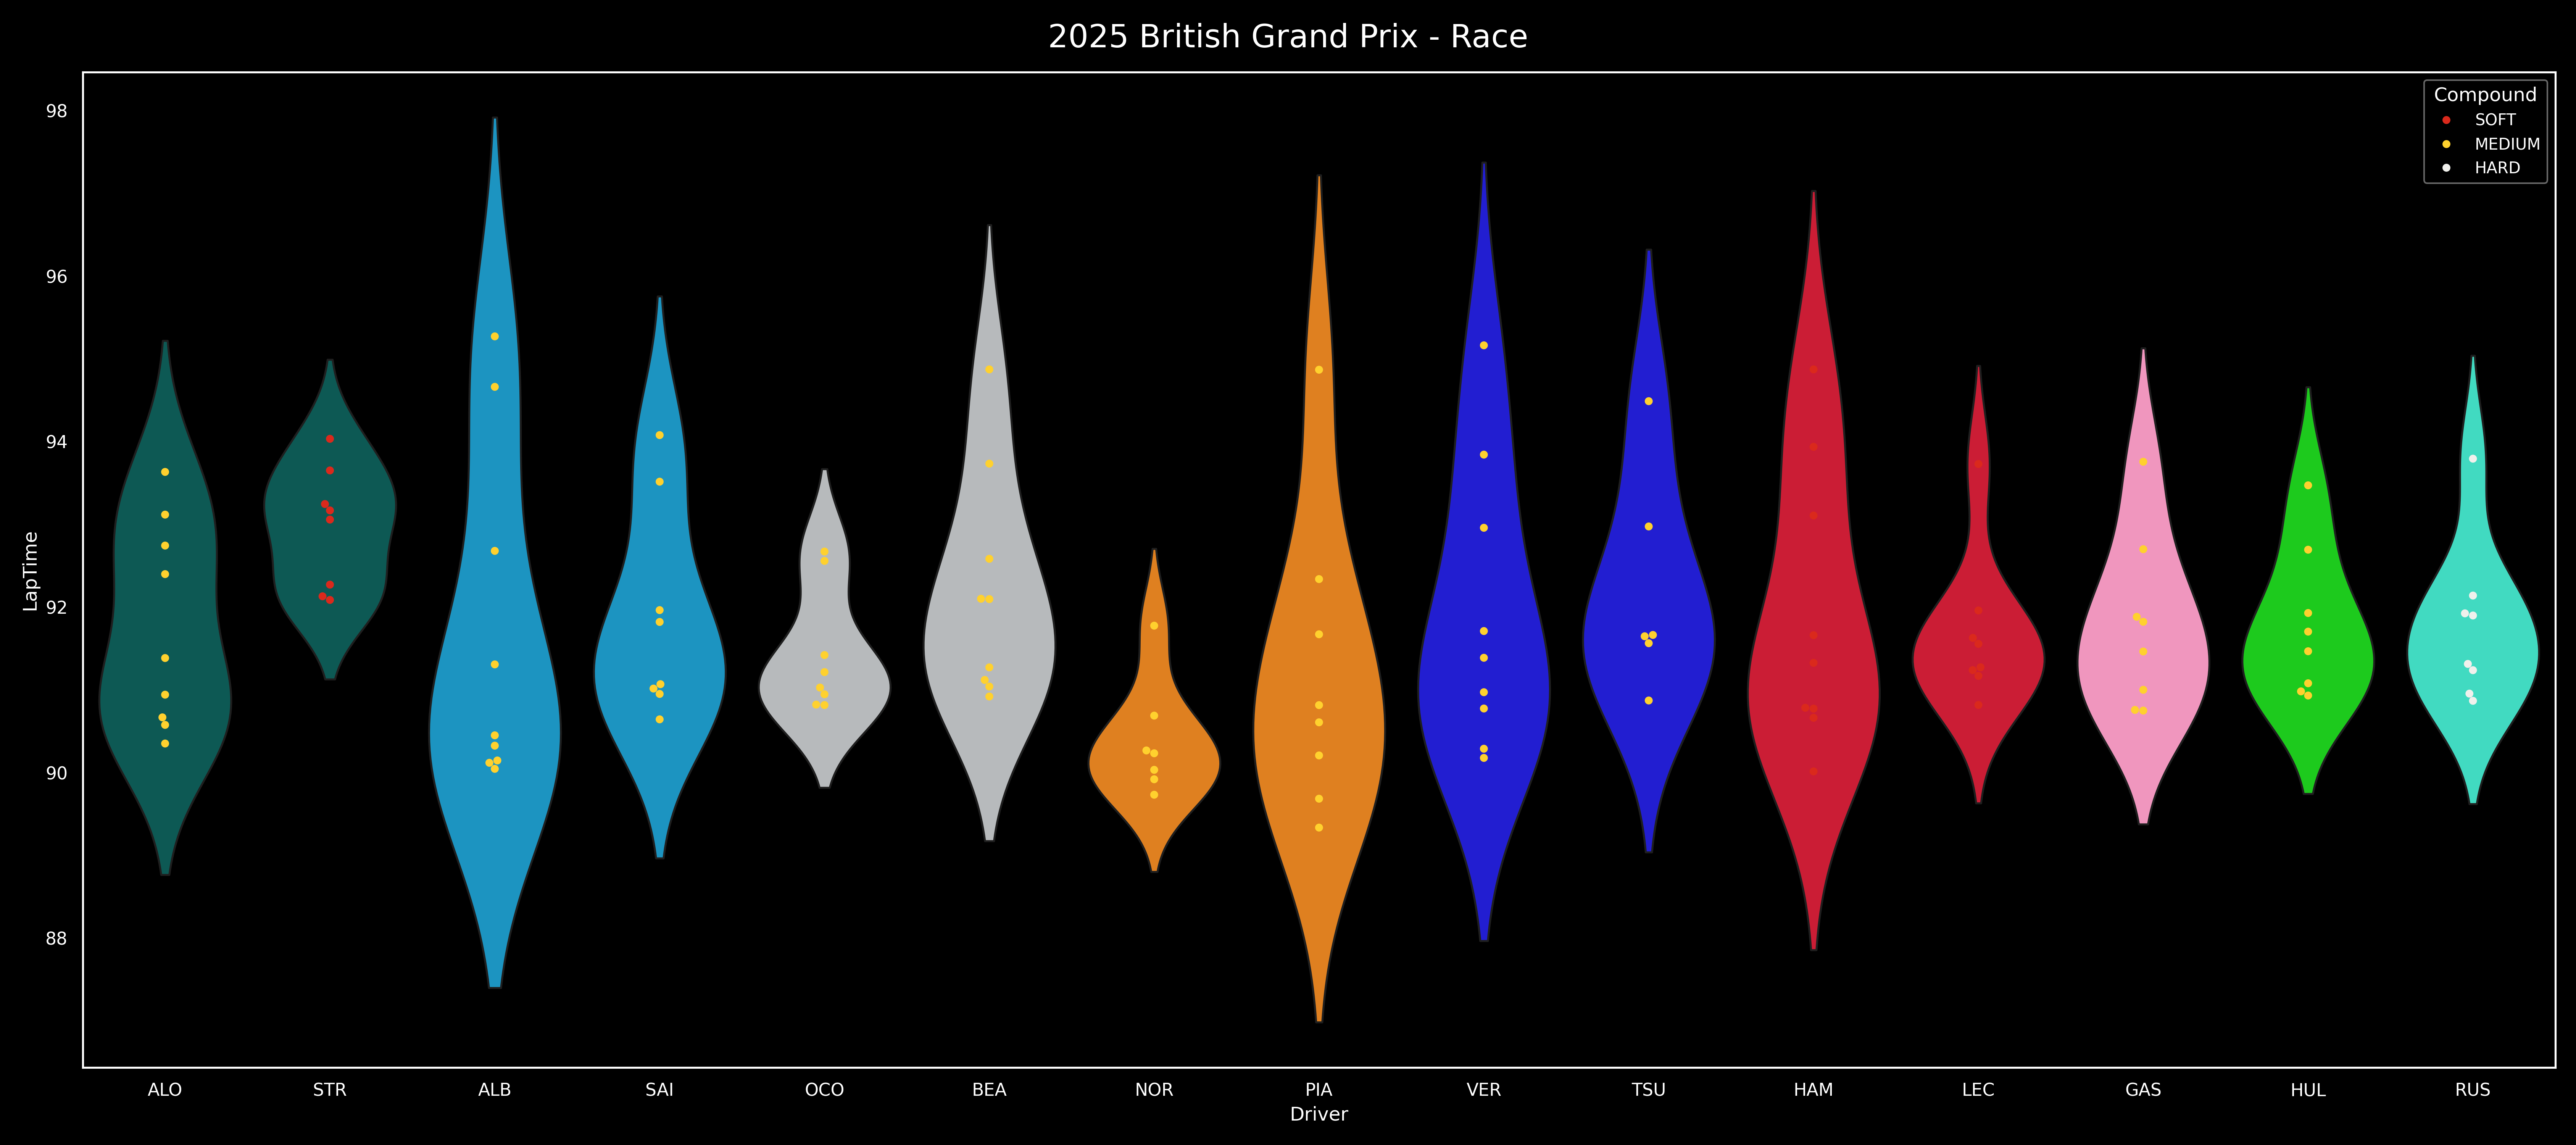 2025 British Grand Prix - Race
Compound
SOFT
MEDIUM
HARD
98
96
94
92
90
88
LapTime
ALO STR ALB SAI OCO BEA NOR PIA VER TSU HAM LEC GAS HUL RUS
Driver